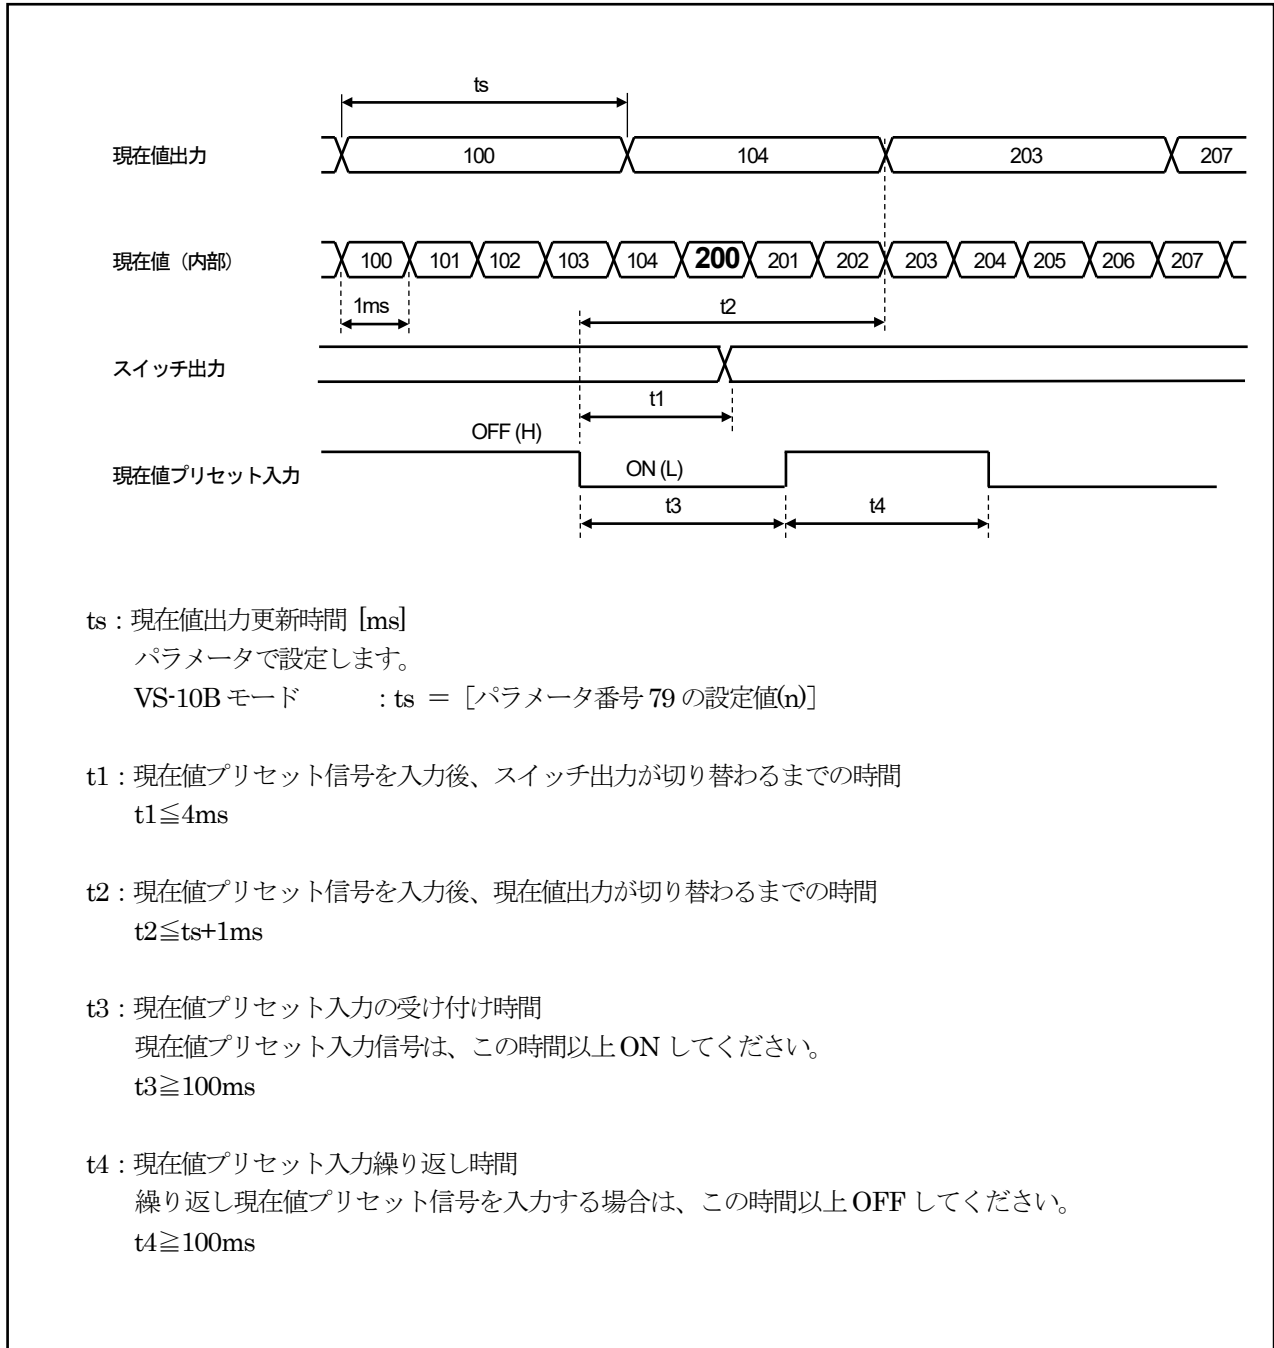 ts
現在値出力 100 104 203 207
現在値（内部） 100 101 102 103 104 200 201 202 203 204 205 206 207
1ms t2
スイッチ出力
t1
OFF (H)
現在値プリセット入力 ON (L)
t3 t4
ts：現在値出力更新時間 [ms]
パラメータで設定します。
VS-10B モード ：ts ＝［パラメータ番号 79 の設定値(n)］
t1：現在値プリセット信号を入力後、スイッチ出力が切り替わるまでの時間
t1≦4ms
t2：現在値プリセット信号を入力後、現在値出力が切り替わるまでの時間
t2≦ts+1ms
t3：現在値プリセット入力の受け付け時間
現在値プリセット入力信号は、この時間以上 ON してください。
t3≧100ms
t4：現在値プリセット入力繰り返し時間
繰り返し現在値プリセット信号を入力する場合は、この時間以上 OFF してください。
t4≧100ms